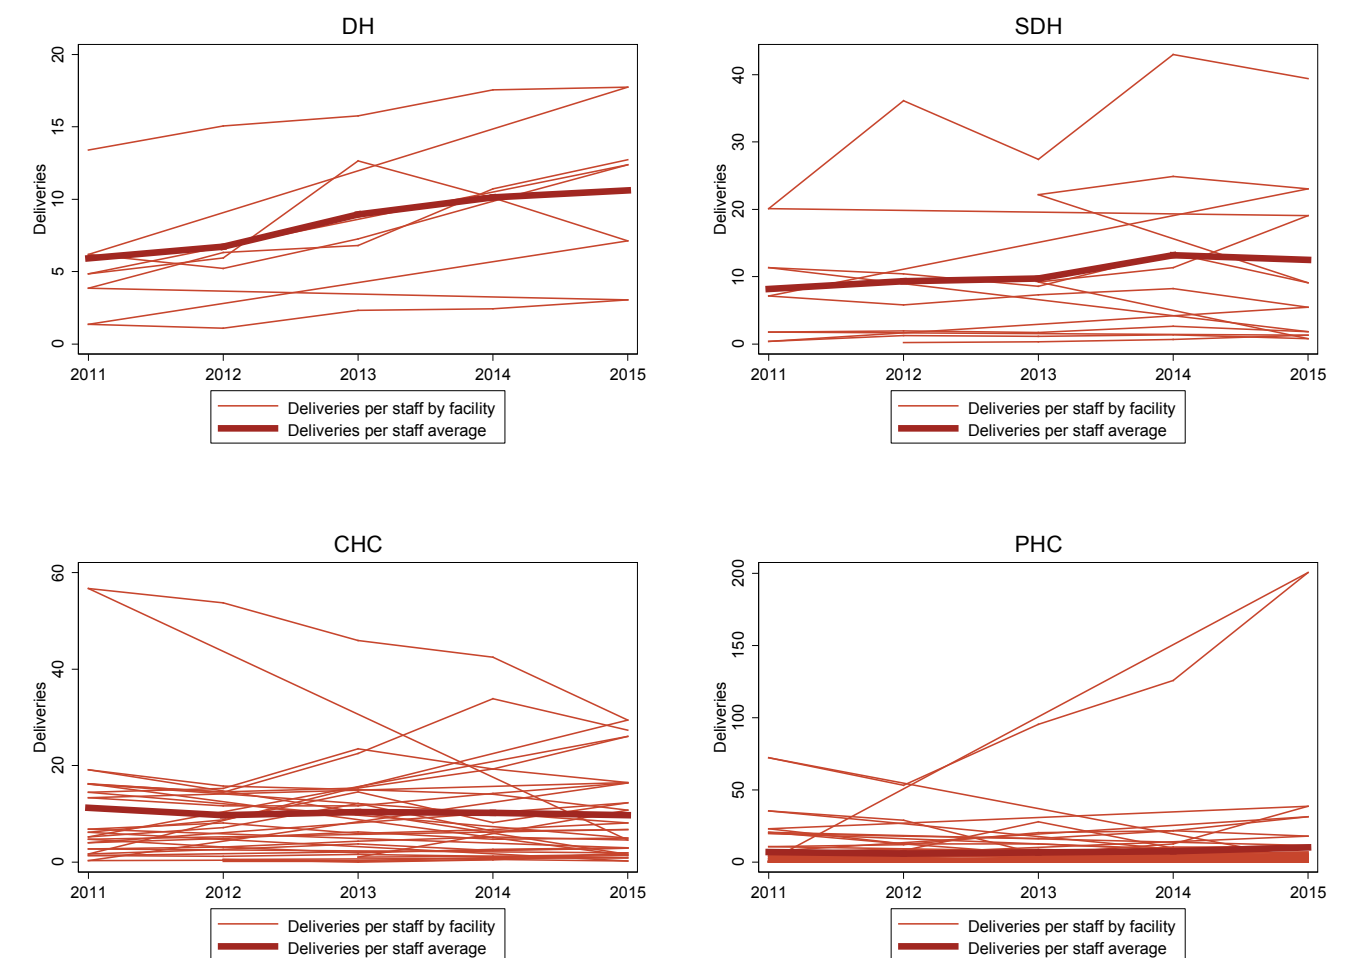 DH
20
15
10
5
0
Deliveries
2011 2012 2013 2014 2015
Deliveries per staff by facility
Deliveries per staff average
SDH
40
30
20
10
0
Deliveries
2011 2012 2013 2014 2015
Deliveries per staff by facility
Deliveries per staff average
CHC
60
40
20
0
Deliveries
2011 2012 2013 2014 2015
Deliveries per staff by facility
Deliveries per staff average
PHC
200
150
100
50
0
Deliveries
2011 2012 2013 2014 2015
Deliveries per staff by facility
Deliveries per staff average